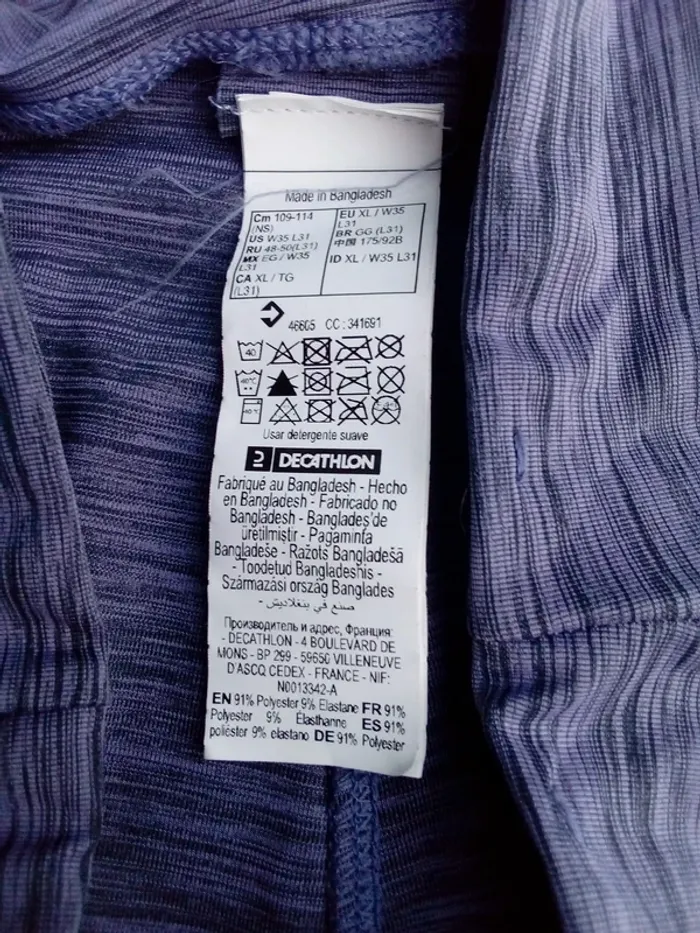 Made in Bangladesh
Cm 109-114
(NS)
US W35 L31
RU 48-50(L31)
MX EG / W35
L31
CA XL / TG
(L31)
EU XL / W35
L31
BR GG (L31)
中国 175/92B
ID XL / W35 L31
46605 CC : 341691
40
40°C
40°C
Usar detergente suave
DECATHLON
Fabriqué au Bangladesh - Hecho
en Bangladesh - Fabricado no
Bangladesh - Banglades'de
üretilmiştir - Pagaminta
Bangladeše - Ražots Bangladešā
- Toodetud Bangladeshis -
Származási ország Banglades
- صنع في بنغلاديش -
Производитель и адрес, Франция:
- DECATHLON - 4 BOULEVARD DE
MONS - BP 299 - 59650 VILLENEUVE
D'ASCQ CEDEX - FRANCE - NIF:
N0013342-A
EN 91% Polyester 9% Elastane FR 91%
Polyester 9% Élasthanne ES 91%
poliéster 9% elastano DE 91% Polyester